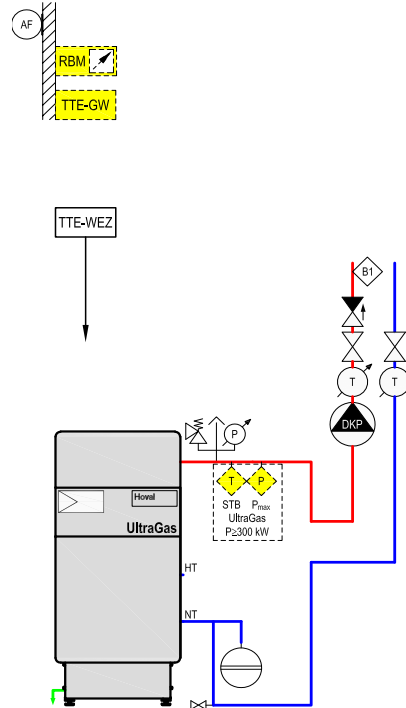 AF
RBM
TTE-GW
TTE-WEZ
B1
T
T
DKP
P
T
P
STB
Pmax
UltraGas
P≥300 kW
Hoval
UltraGas
HT
NT